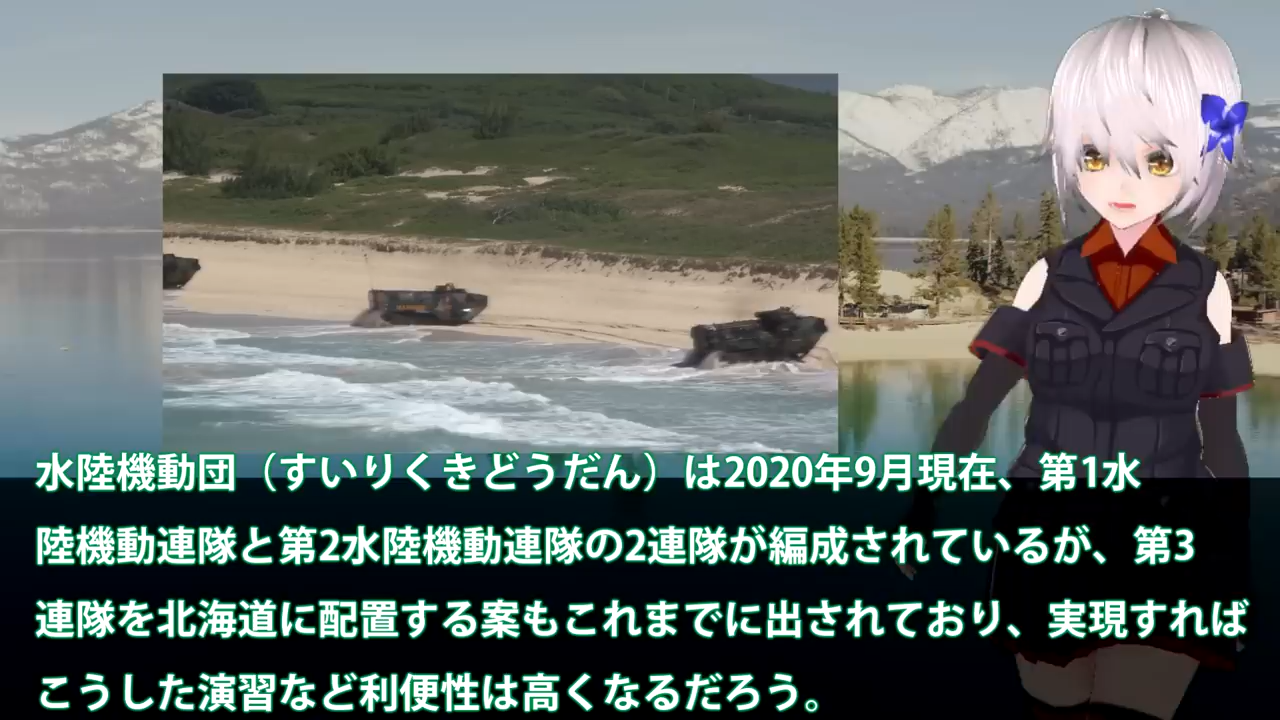 水陸機動団（すいりくきどうだん）は2020年9月現在、第1水
陸機動連隊と第2水陸機動連隊の2連隊が編成されているが、第3
連隊を北海道に配置する案もこれまでに出されており、実現すれば
こうした演習など利便性は高くなるだろう。